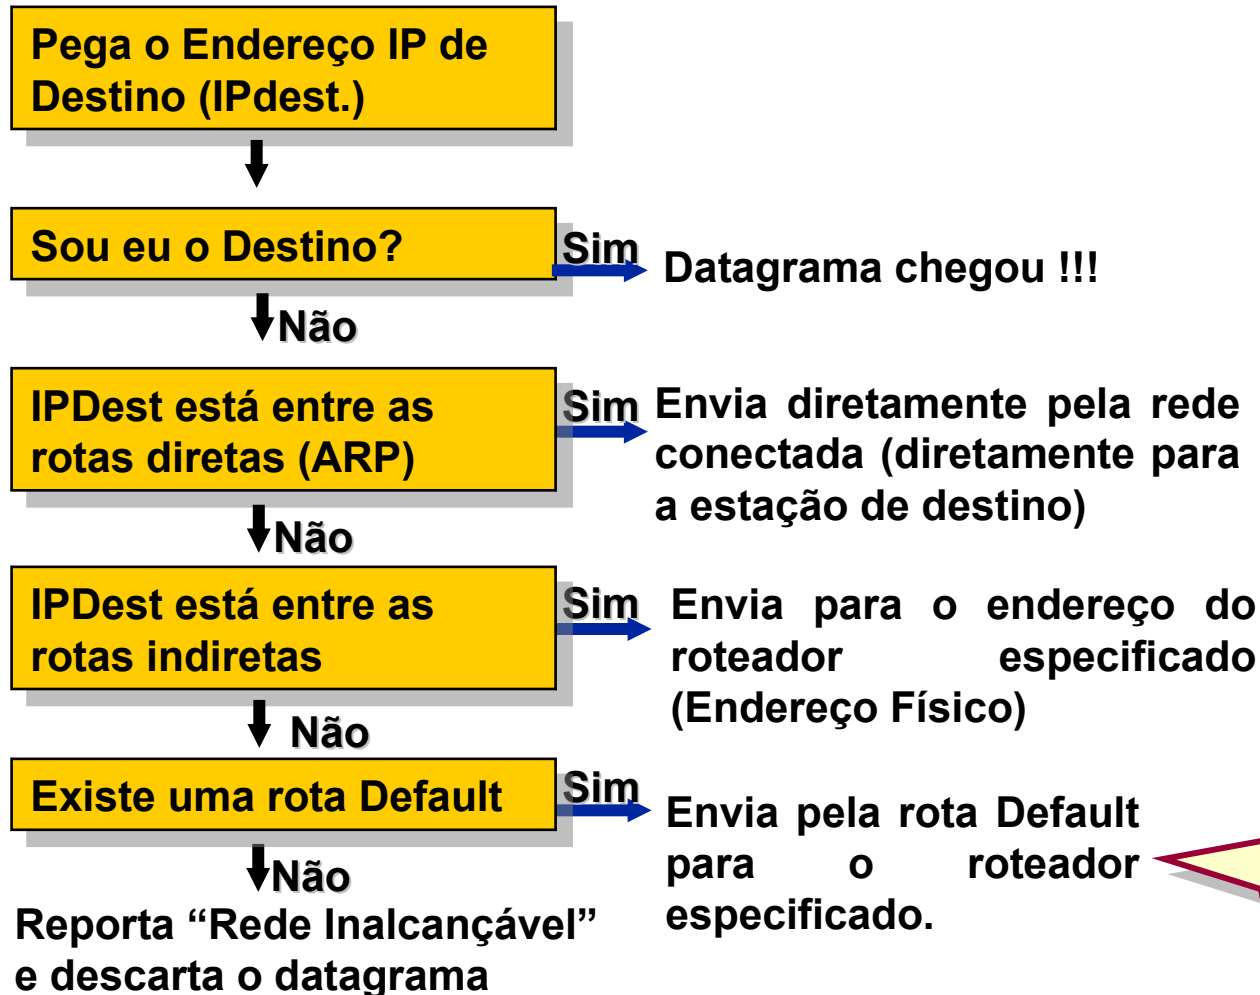 Pega o Endereço IP de
Destino (IPdest.)
Sou eu o Destino?
Sim
Datagrama chegou !!!
Não
IPDest está entre as
rotas diretas (ARP)
Sim
Envia diretamente pela rede
conectada (diretamente para
a estação de destino)
Não
IPDest está entre as
rotas indiretas
Sim
Envia para o endereço do
roteador especificado
(Endereço Físico)
Não
Existe uma rota Default
Sim
Envia pela rota Default
para o roteador
especificado.
Não
Reporta “Rede Inalcançável”
e descarta o datagrama